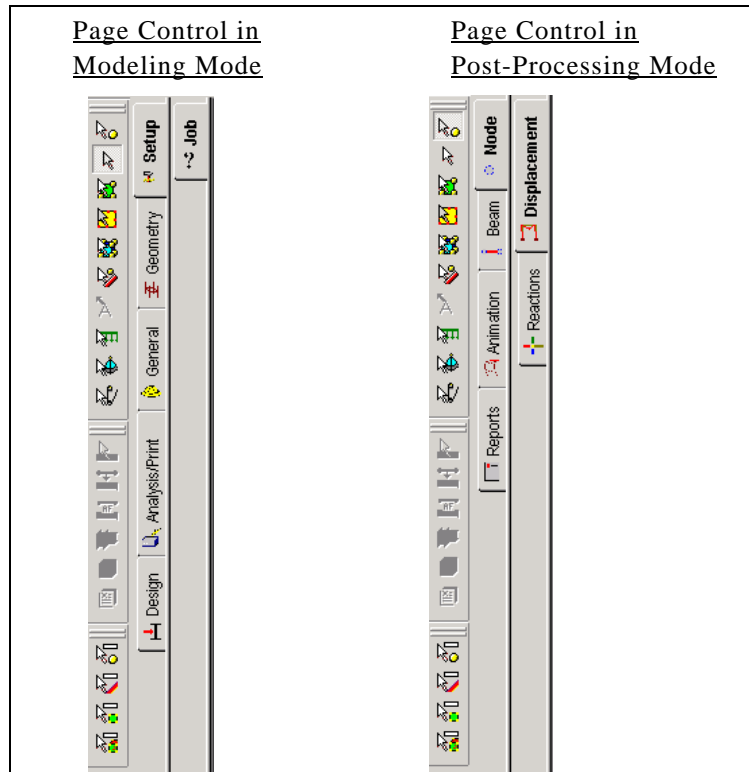 Page Control in
Modeling Mode
Page Control in
Post-Processing Mode
Setup
Geometry
General
Analysis/Print
Design
Job
Node
Beam
Animation
Reports
Displacement
Reactions